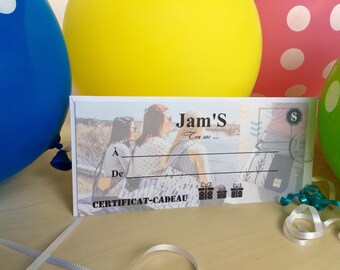 Jam'S
Ton sac ...
S
À
De
CERTIFICAT-CADEAU